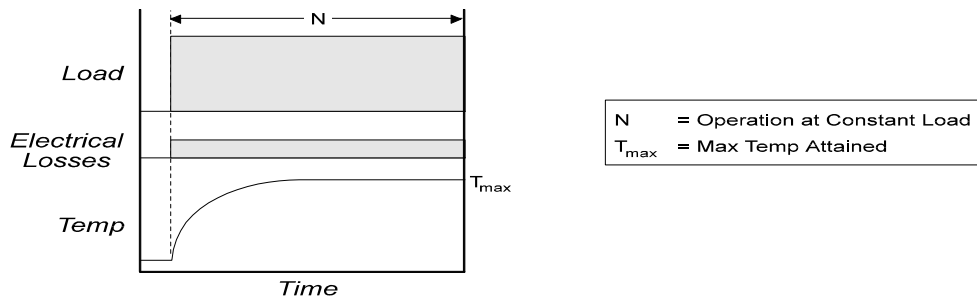 N
Load
Electrical
Losses
Temp
Tmax
Time
N = Operation at Constant Load
Tmax = Max Temp Attained